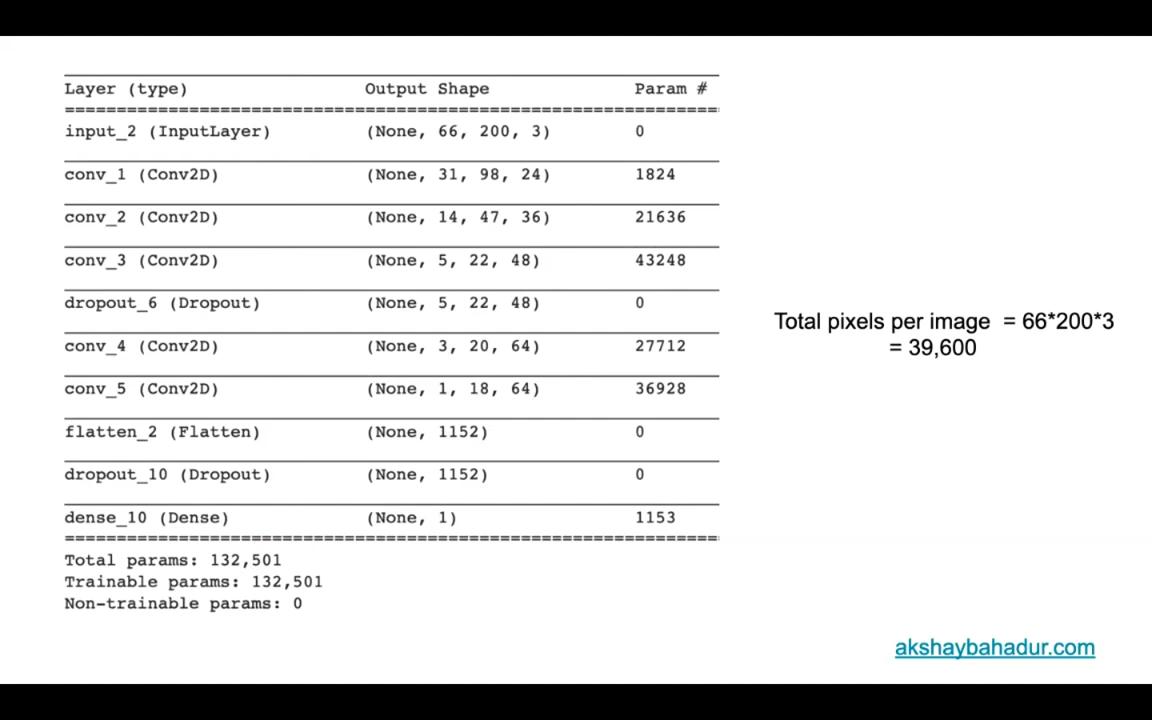 Layer (type) Output Shape Param #
input_2 (InputLayer) (None, 66, 200, 3) 0
conv_1 (Conv2D) (None, 31, 98, 24) 1824
conv_2 (Conv2D) (None, 14, 47, 36) 21636
conv_3 (Conv2D) (None, 5, 22, 48) 43248
dropout_6 (Dropout) (None, 5, 22, 48) 0
conv_4 (Conv2D) (None, 3, 20, 64) 27712
conv_5 (Conv2D) (None, 1, 18, 64) 36928
flatten_2 (Flatten) (None, 1152) 0
dropout_10 (Dropout) (None, 1152) 0
dense_10 (Dense) (None, 1) 1153
Total params: 132,501
Trainable params: 132,501
Non-trainable params: 0
Total pixels per image = 66*200*3
= 39,600
akshaybahadur.com